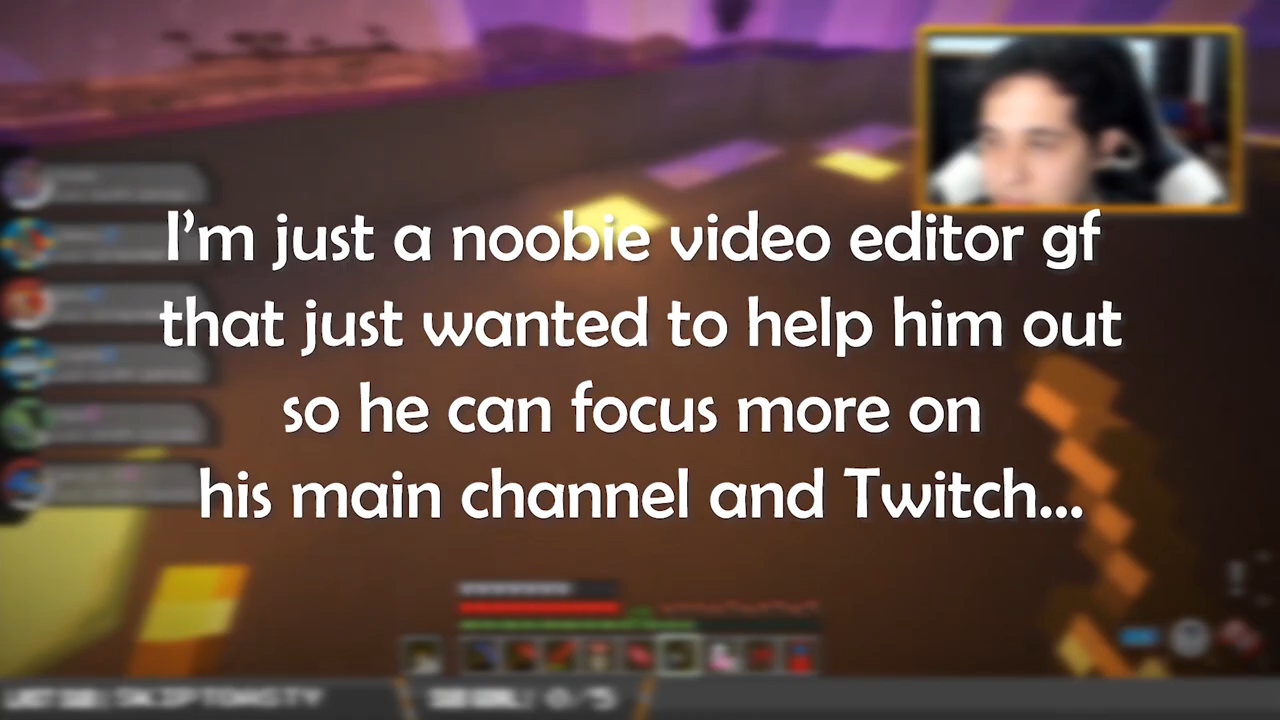 I'm just a noobie video editor gf
that just wanted to help him out
so he can focus more on
his main channel and Twitch...